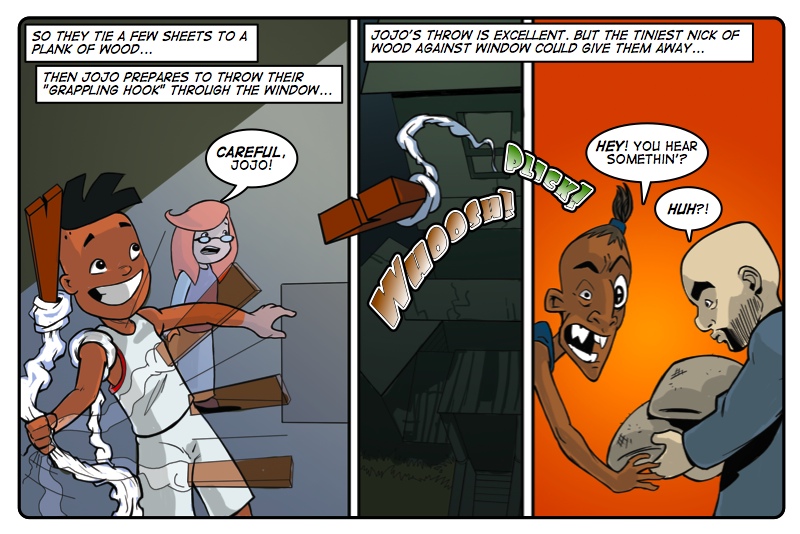 SO THEY TIE A FEW SHEETS TO A
PLANK OF WOOD...
THEN JOJO PREPARES TO THROW THEIR
"GRAPPLING HOOK" THROUGH THE WINDOW...
CAREFUL,
JOJO!
JOJO'S THROW IS EXCELLENT. BUT THE TINIEST NICK OF
WOOD AGAINST WINDOW COULD GIVE THEM AWAY...
WHOOSH!
PLICK!
HEY! YOU HEAR
SOMETHIN'?
HUH?!